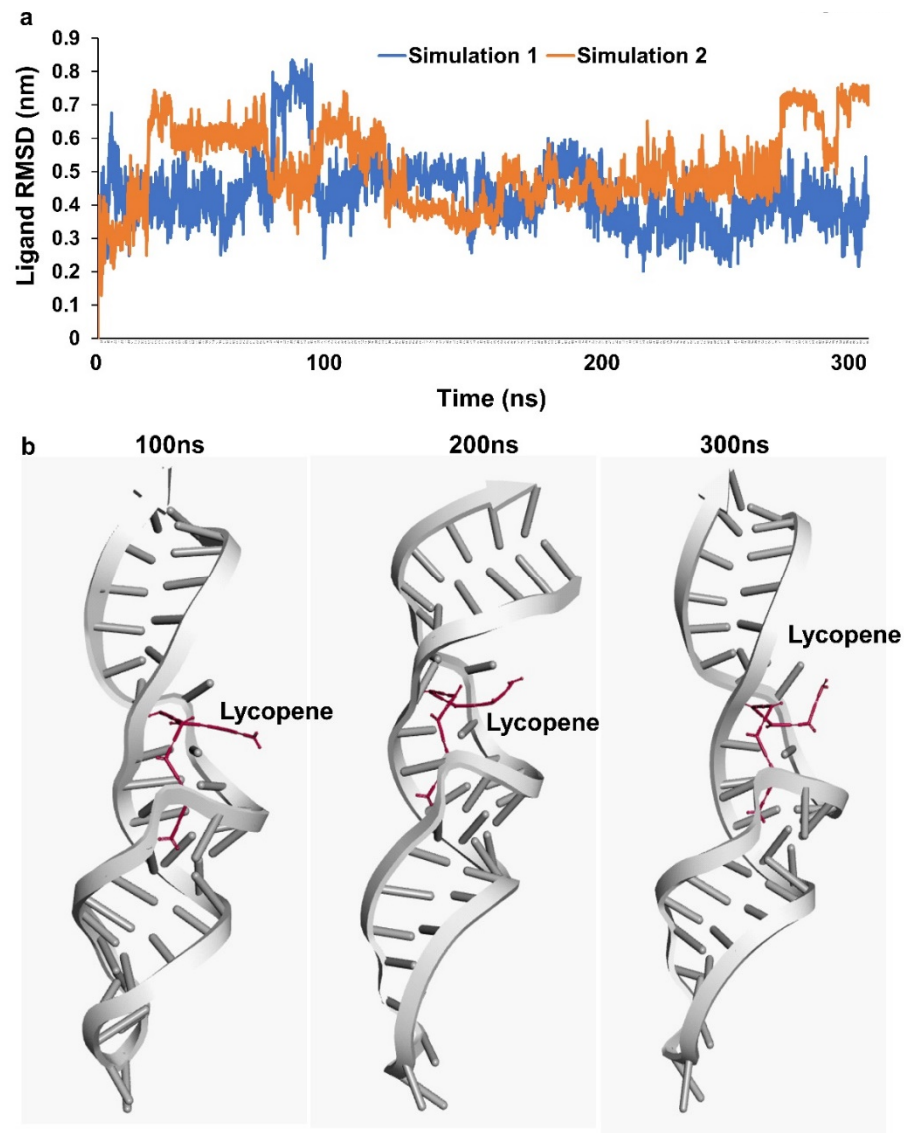 a
Ligand RMSD (nm)
0.9
0.8
0.7
0.6
0.5
0.4
0.3
0.2
0.1
0
Simulation 1 Simulation 2
0 100 200 300
Time (ns)
b
100ns 200ns 300ns
Lycopene
Lycopene
Lycopene